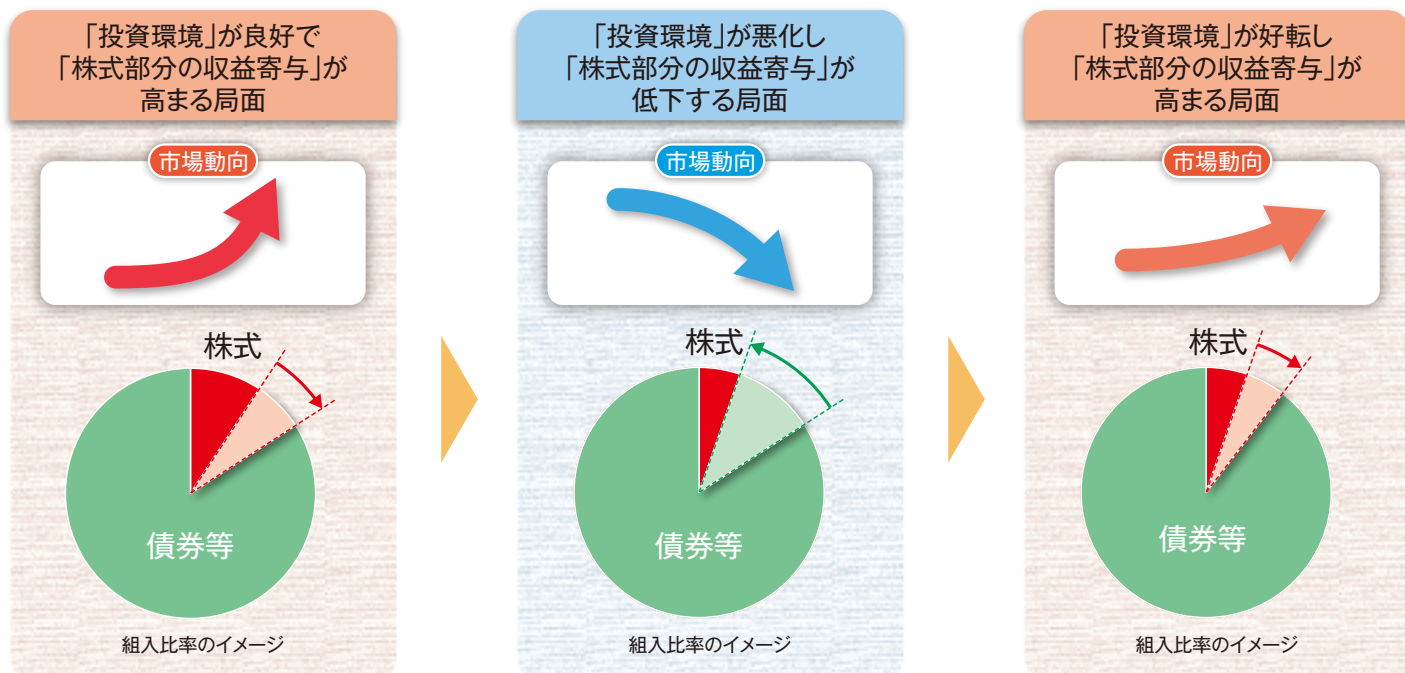 「投資環境」が良好で
「株式部分の収益寄与」が
高まる局面
市場動向
株式
債券等
組入比率のイメージ
「投資環境」が悪化し
「株式部分の収益寄与」が
低下する局面
市場動向
株式
債券等
組入比率のイメージ
「投資環境」が好転し
「株式部分の収益寄与」が
高まる局面
市場動向
株式
債券等
組入比率のイメージ